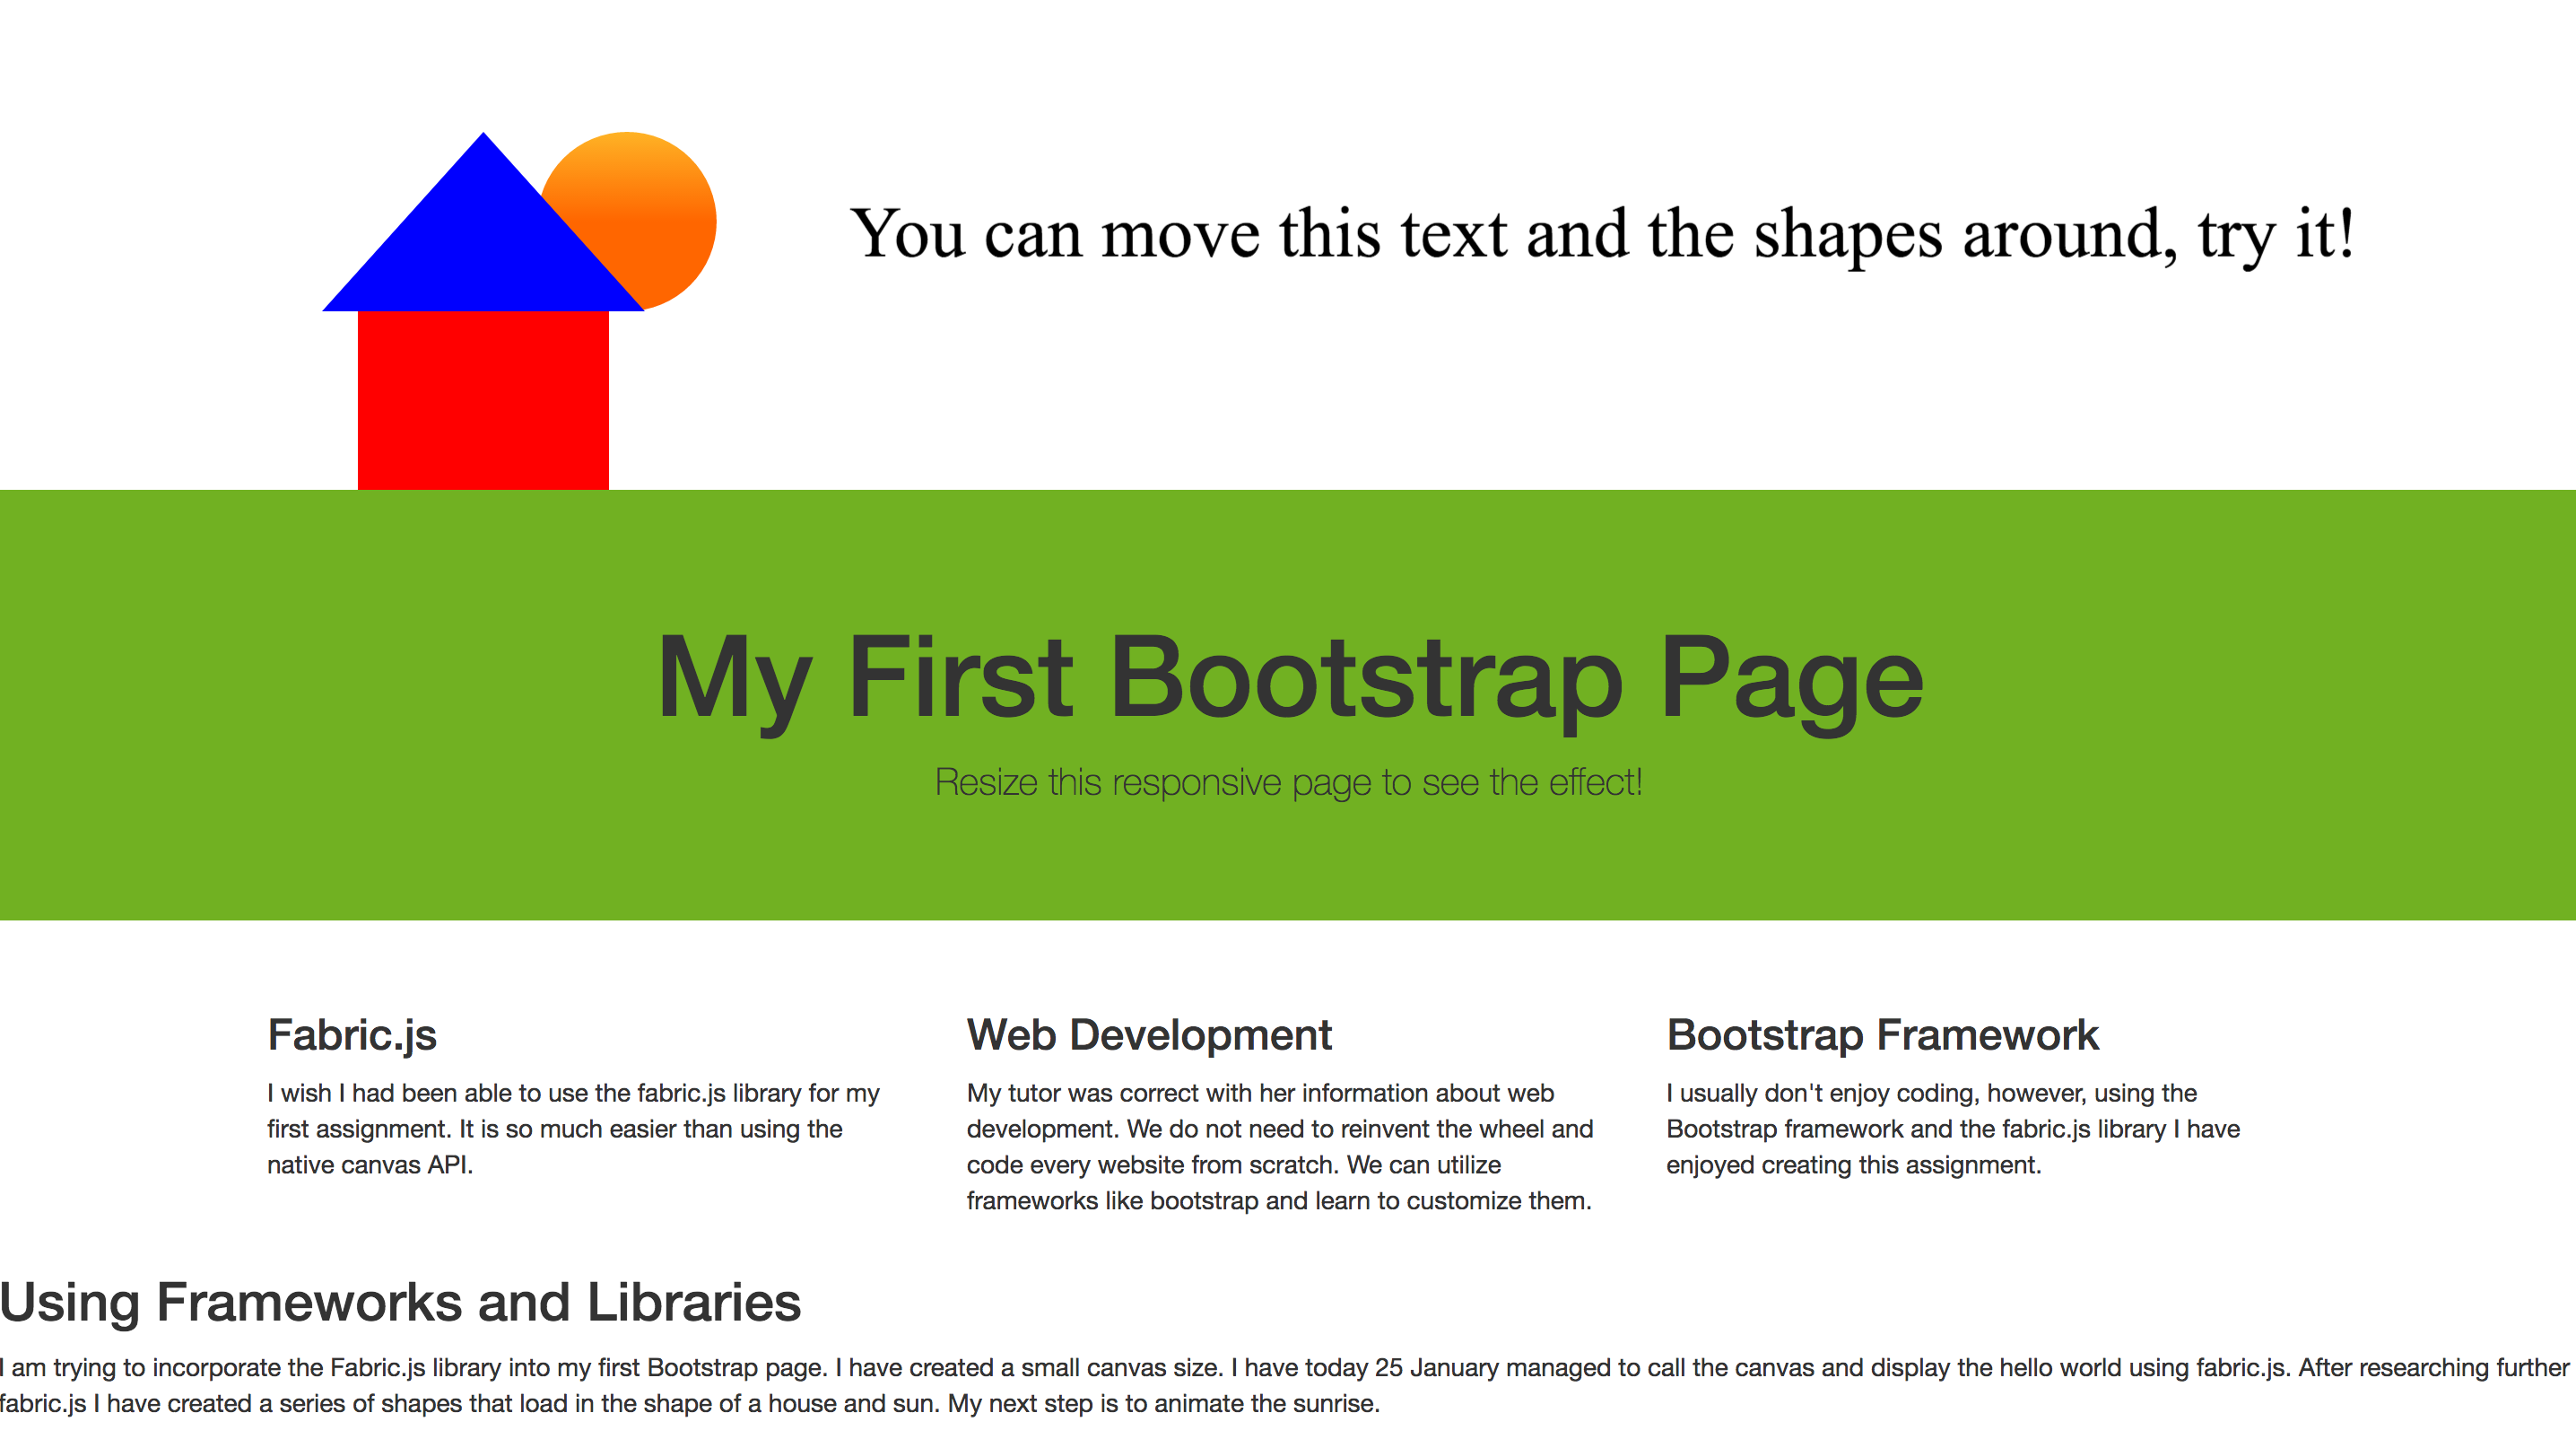 You can move this text and the shapes around, try it!
My First Bootstrap Page
Resize this responsive page to see the effect!
Fabric.js
I wish I had been able to use the fabric.js library for my
first assignment. It is so much easier than using the
native canvas API.
Web Development
My tutor was correct with her information about web
development. We do not need to reinvent the wheel and
code every website from scratch. We can utilize
frameworks like bootstrap and learn to customize them.
Bootstrap Framework
I usually don't enjoy coding, however, using the
Bootstrap framework and the fabric.js library I have
enjoyed creating this assignment.
Using Frameworks and Libraries
I am trying to incorporate the Fabric.js library into my first Bootstrap page. I have created a small canvas size. I have today 25 January managed to call the canvas and display the hello world using fabric.js. After researching further
fabric.js I have created a series of shapes that load in the shape of a house and sun. My next step is to animate the sunrise.